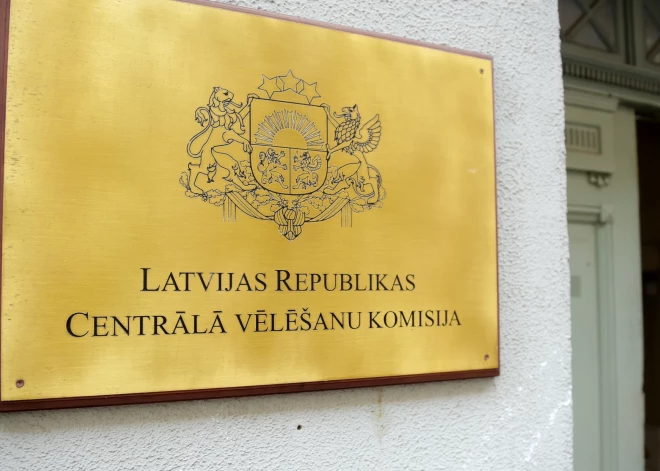 LATVIJAS REPUBLIKAS
CENTRĀLĀ VĒLĒŠANU KOMISIJA